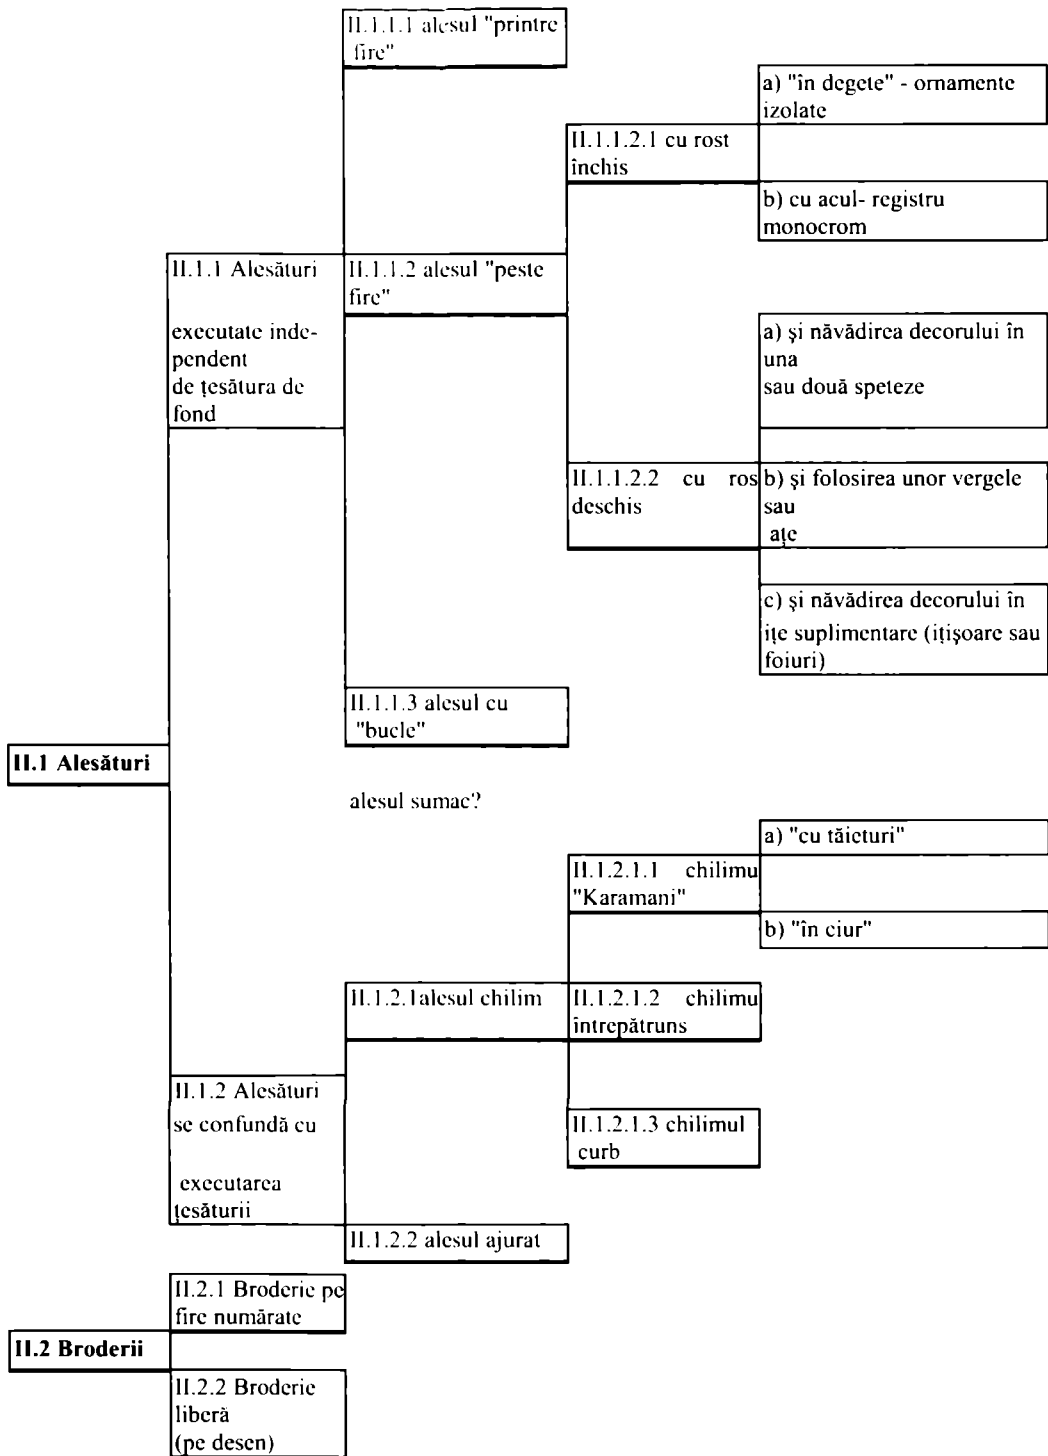 II.1.1.1 alesul "printre
fire"
a) "în degete" - ornamente
izolate
II.1.1.2.1 cu rost
închis
b) cu acul- registru
monocrom
II.1.1 Alesături
executate inde-
pendent
de țesătura de
fond
II.1.1.2 alesul "peste
fire"
a) și năvădirea decorului în
una
sau două speteze
II.1.1.2.2 cu ros
deschis
b) și folosirea unor vergele
sau
ațe
c) și năvădirea decorului în
ițe suplimentare (ițișoare sau
foiuri)
II.1.1.3 alesul cu
"bucle"
II.1 Alesături
alesul sumac?
a) "cu tăieturi"
II.1.2.1.1 chilimu
"Karamani"
b) "în ciur"
II.1.2.1alesul chilim
II.1.2.1.2 chilimu
întrepătruns
II.1.2 Alesături
se confundă cu
executarea
țesăturii
II.1.2.1.3 chilimul
curb
II.1.2.2 alesul ajurat
II.2.1 Broderie pe
fire numărate
II.2 Broderii
II.2.2 Broderie
liberă
(pe desen)